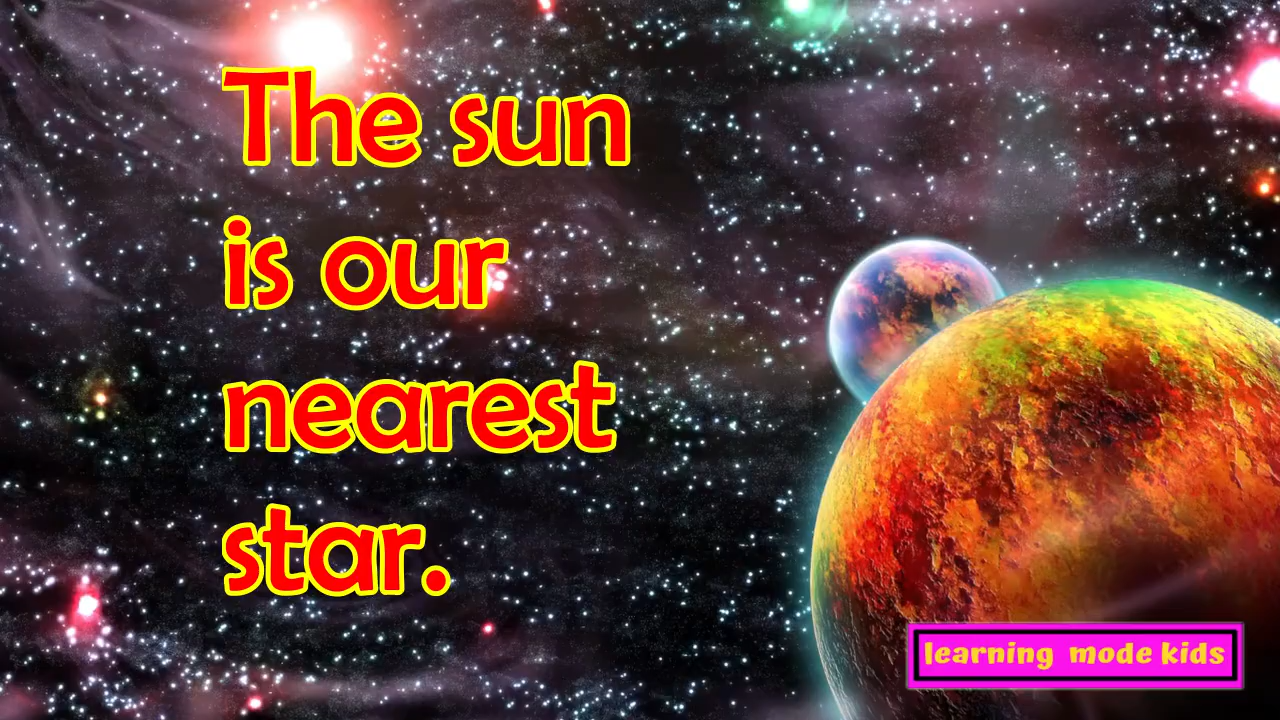 The sun
is our
nearest
star.
learning mode kids